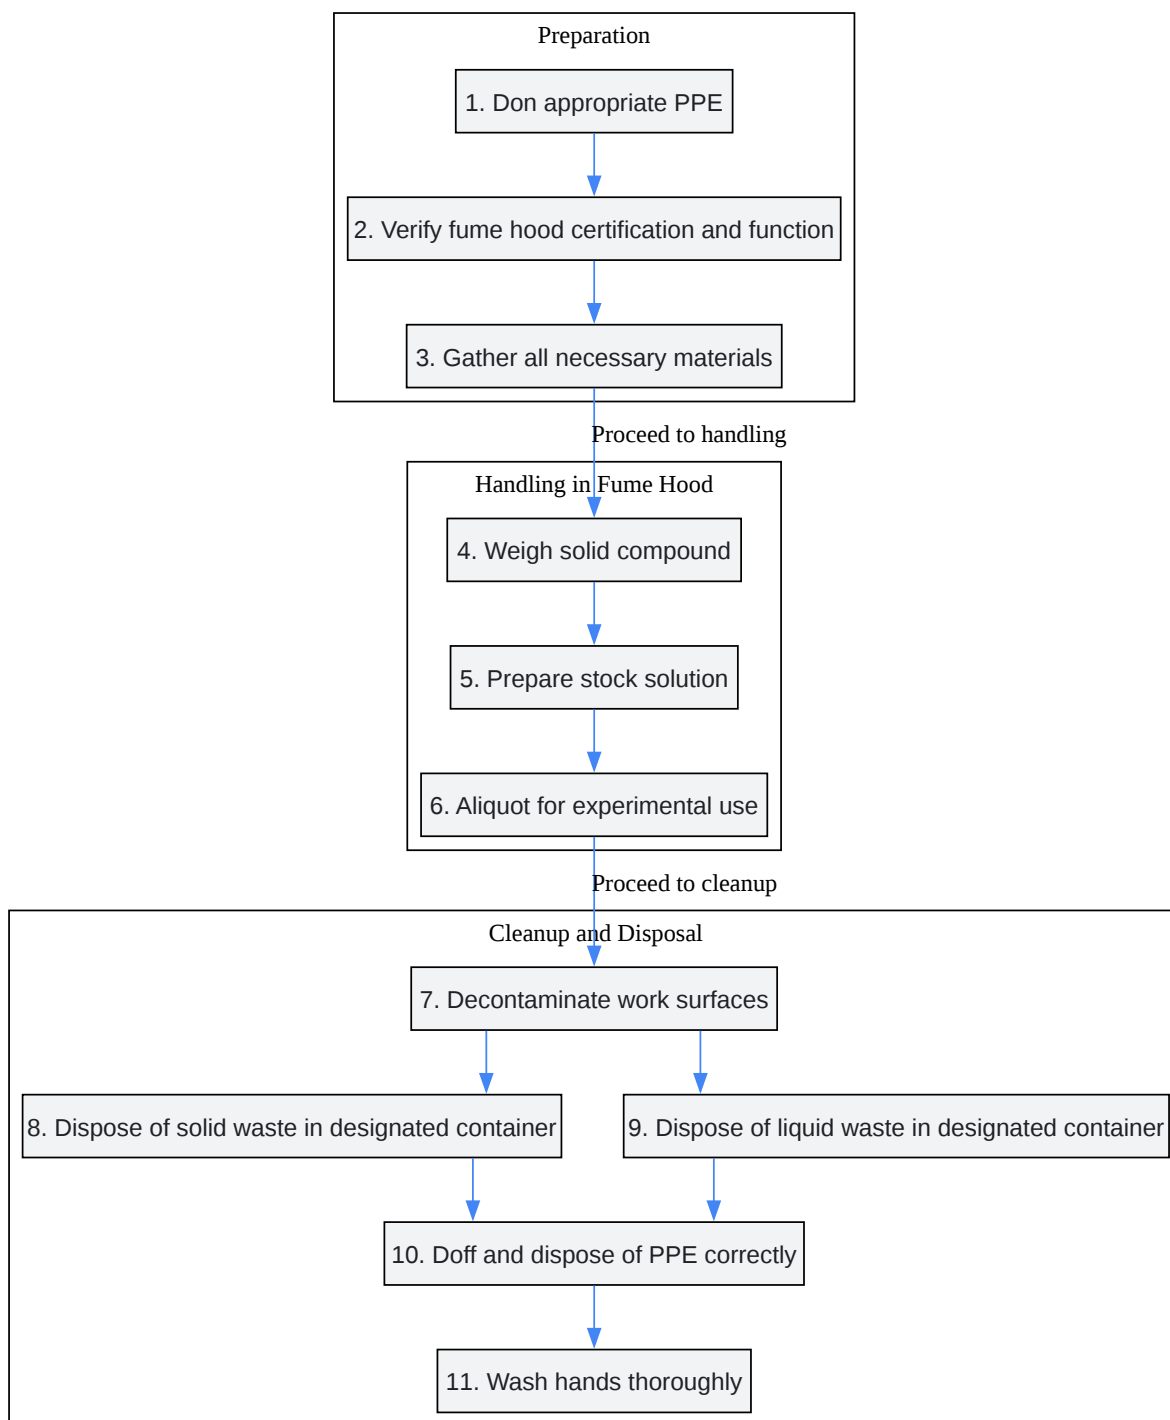 Preparation
1. Don appropriate PPE
2. Verify fume hood certification and function
3. Gather all necessary materials
Proceed to handling
Handling in Fume Hood
4. Weigh solid compound
5. Prepare stock solution
6. Aliquot for experimental use
Proceed to cleanup
Cleanup and Disposal
7. Decontaminate work surfaces
8. Dispose of solid waste in designated container
9. Dispose of liquid waste in designated container
10. Doff and dispose of PPE correctly
11. Wash hands thoroughly